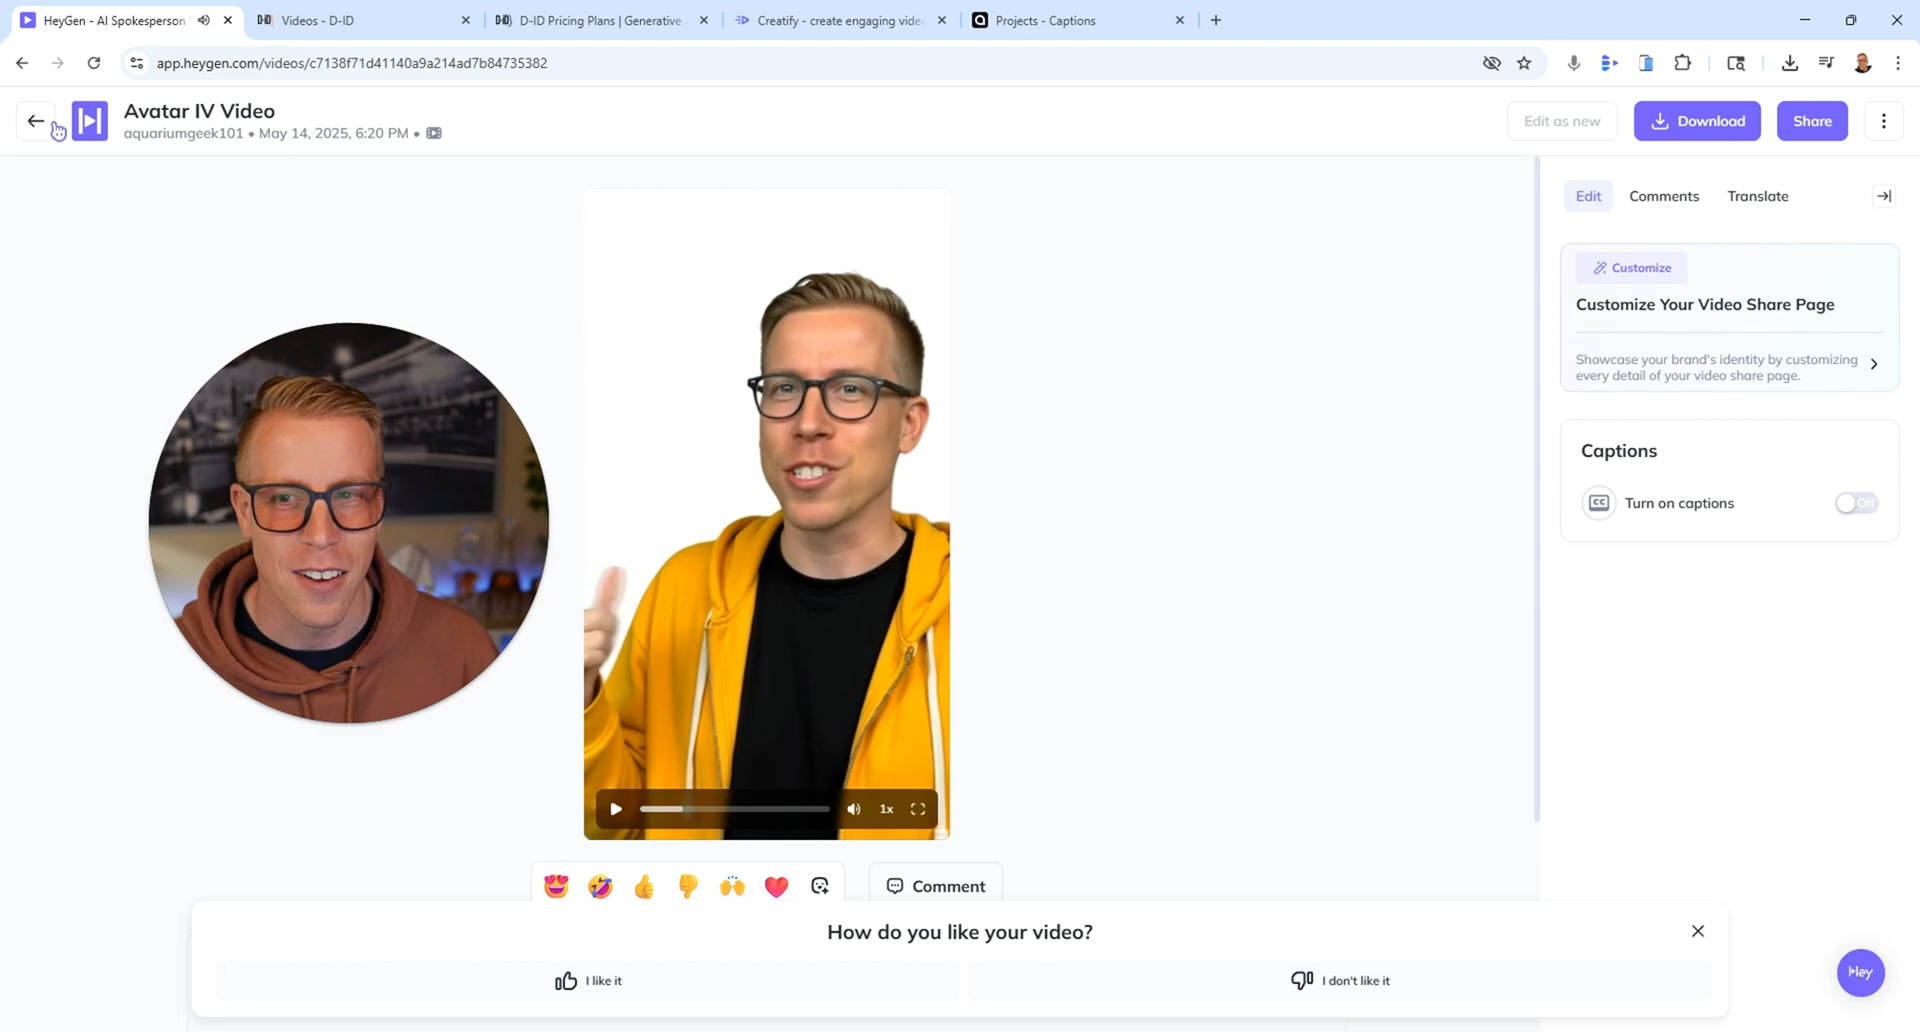 HeyGen - AI Spokesperson
Videos - D-ID
D-ID Pricing Plans | Generative
Creatify - create engaging vide
Projects - Captions
app.heygen.com/videos/c7138f71d41140a9a214ad7b84735382
Avatar IV Video
aquariumgeek101 • May 14, 2025, 6:20 PM •
Edit as new
Download
Share
Edit
Comments
Translate
Customize
Customize Your Video Share Page
Showcase your brand's identity by customizing
every detail of your video share page.
Captions
CC
Turn on captions
Off
1x
Comment
How do you like your video?
I like it
I don't like it
Hey